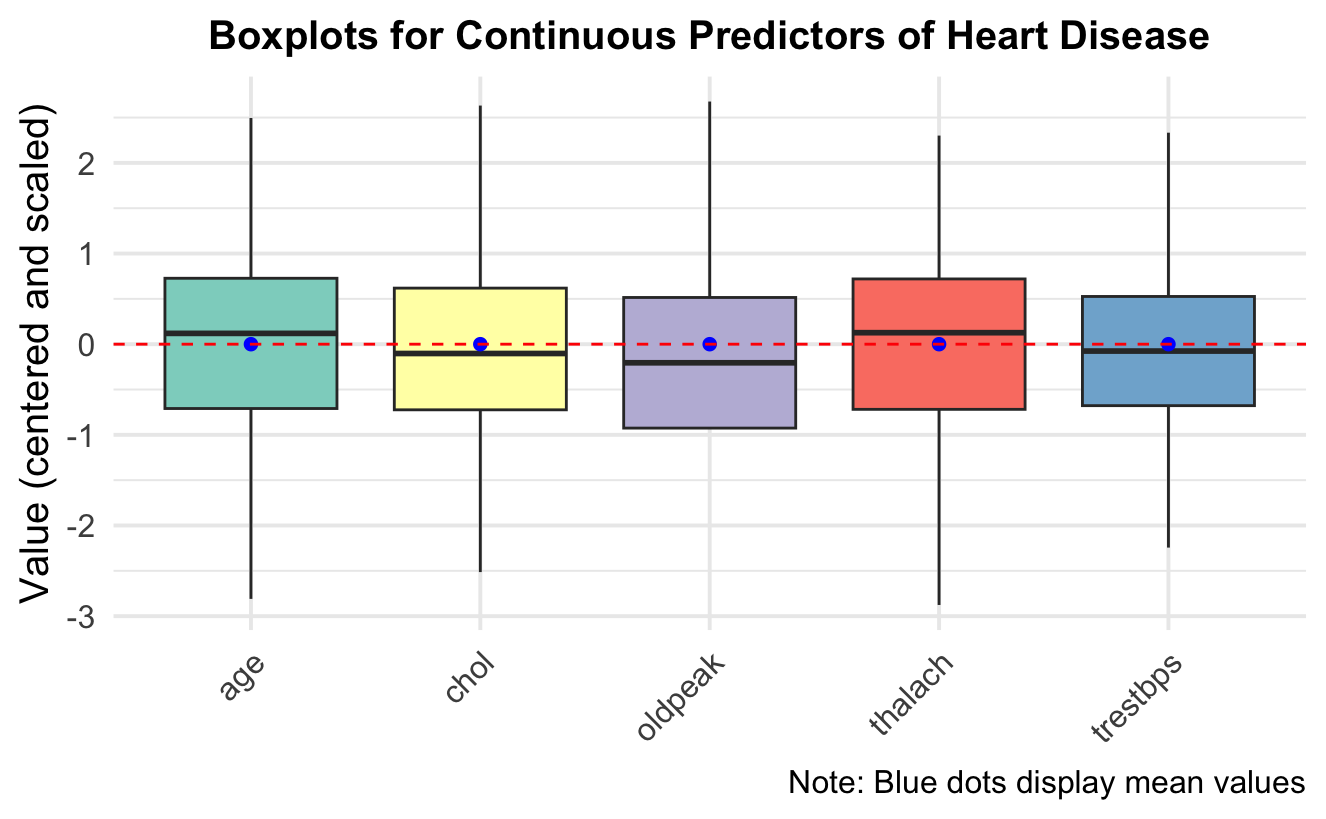 Boxplots for Continuous Predictors of Heart Disease
Value (centered and scaled)
2
1
0
-1
-2
-3
age
chol
oldpeak
thalach
trestbps
Note: Blue dots display mean values